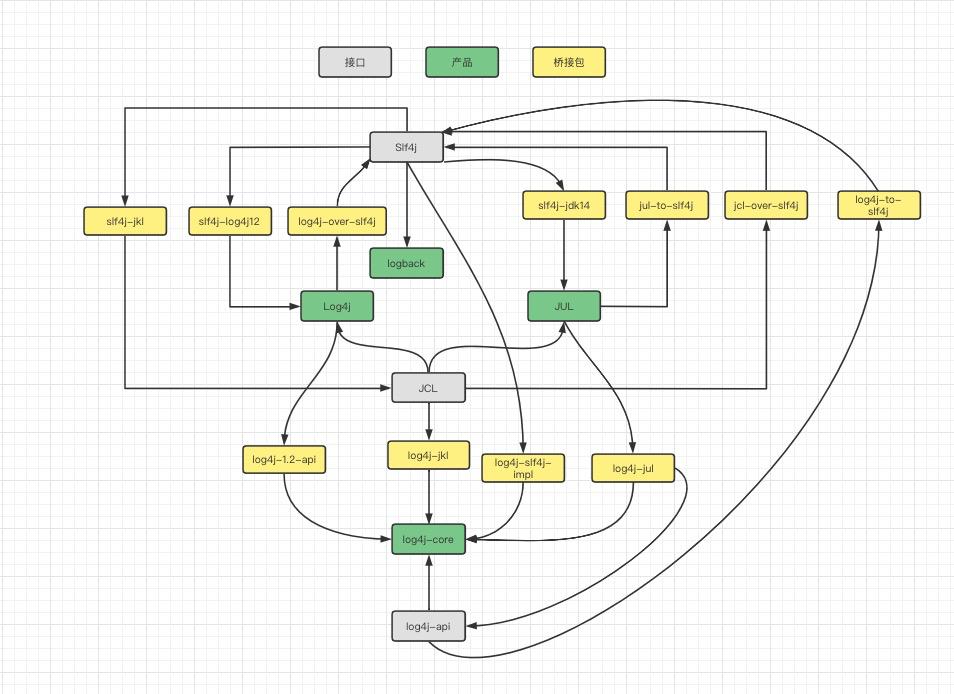 接口
产品
桥接包
Slf4j
slf4j-jkl
slf4j-log4j12
log4j-over-slf4j
slf4j-jdk14
jul-to-slf4j
jcl-over-slf4j
log4j-to-
slf4j
logback
Log4j
JUL
JCL
log4j-1.2-api
log4j-jkl
log4j-slf4j-
impl
log4j-jul
log4j-core
log4j-api